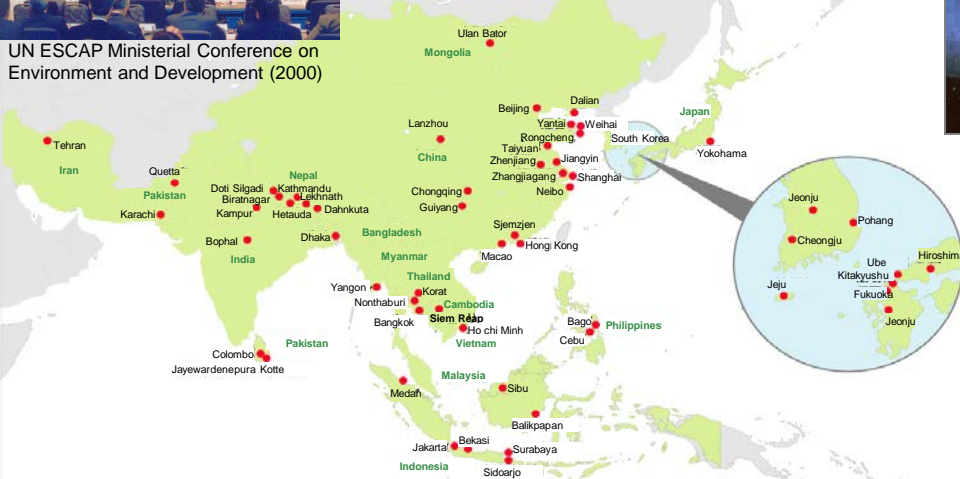 UN ESCAP Ministerial Conference on
Environment and Development (2000)
Ulan Bator
Mongolia
Dalian
Beijing
Japan
Lanzhou
Yantai
Weihai
Rongcheng
South Korea
Tehran
Taiyuan
Yokohama
China
Zhenjiang
Jiangyin
Iran
Quetta
Nepal
Zhangjiagang
Shanghai
Doti Silgadi
Kathmandu
Chongqing
Neibo
Pakistan
Biratnagar
Lekhnath
Jeonju
Karachi
Kampur
Hetauda
Dahnkuta
Guiyang
Pohang
Sjemzjen
Bophal
Dhaka
Bangladesh
Hong Kong
Cheongju
India
Myanmar
Macao
Ube
Hiroshima
Thailand
Kitakyushu
Yangon
Korat
Jeju
Fukuoka
Nonthaburi
Cambodia
Siem Reap
Bangkok
Bago
Philippines
Jeonju
Ho chi Minh
Pakistan
Vietnam
Cebu
Colombo
Jayewardenepura Kotte
Malaysia
Medan
Sibu
Balikpapan
Jakarta
Bekasi
Surabaya
Indonesia
Sidoarjo